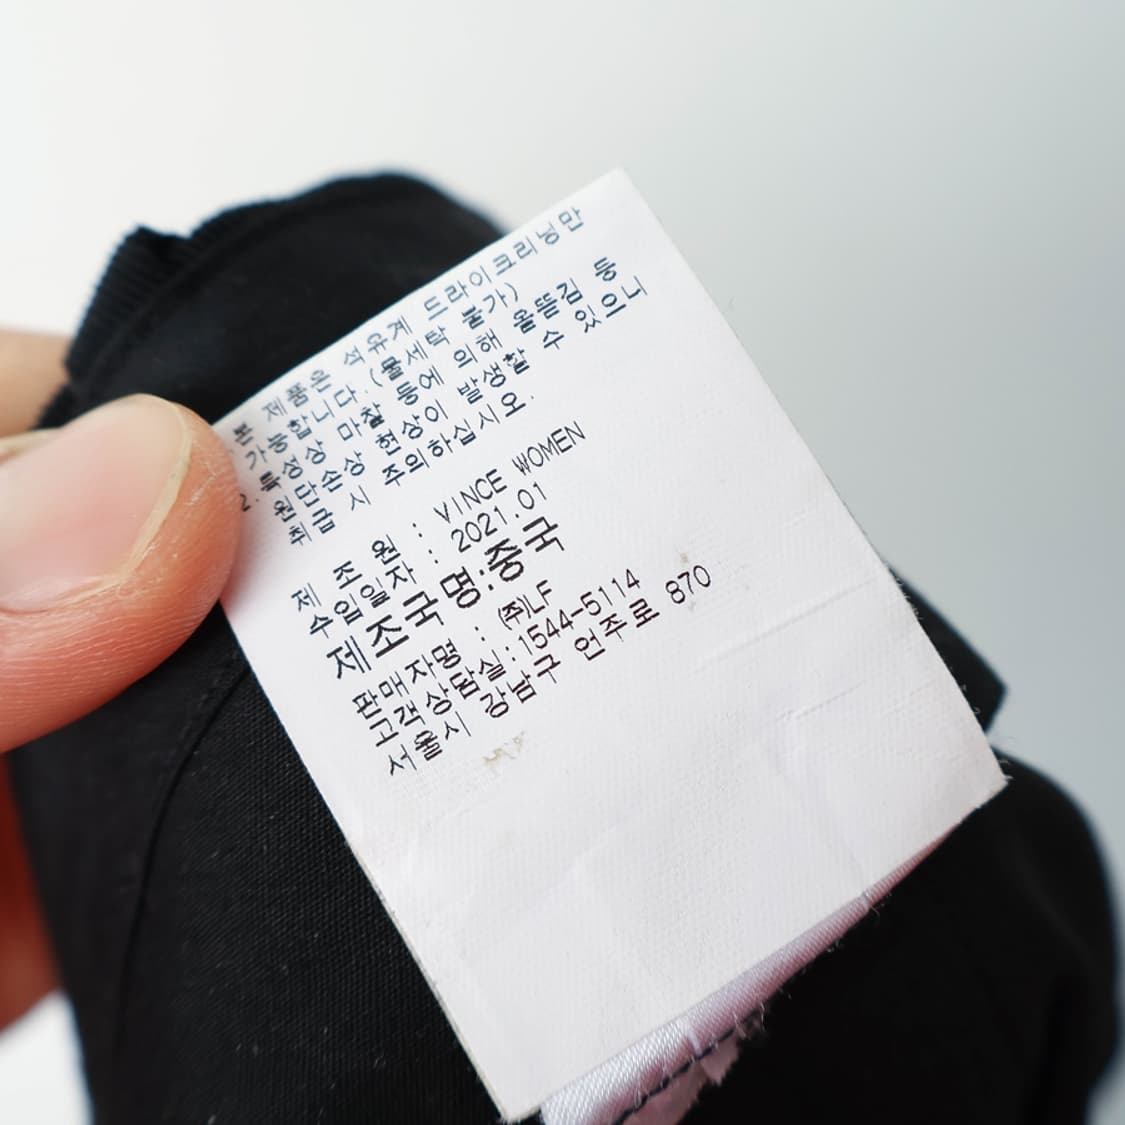 본 제품은 석유계 드라이크리닝만
가능합니다.(물세탁 불가)
2.특성상 마찰 등에 의해 올뜯김 등
원단손상 현상이 발생할 수 있으니
취급 시 주의하십시오.
제 조 원 : VINCE WOMEN
수입일자 : 2021.01
제조국명:중국
판매자명 : ㈜LF
고객상담실:1544-5114
서울시 강남구 언주로 870